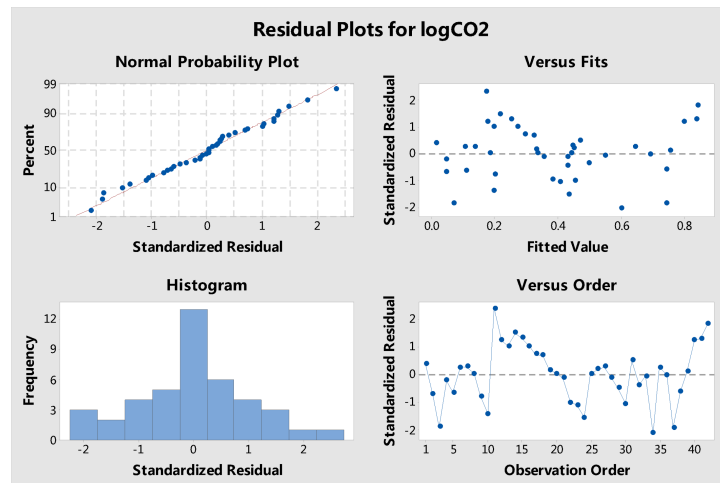 Residual Plots for logCO2
Normal Probability Plot
Percent
99
90
50
10
1
-2 -1 0 1 2
Standardized Residual
Versus Fits
Standardized Residual
2
1
0
-1
-2
0.0 0.2 0.4 0.6 0.8
Fitted Value
Histogram
Frequency
12
9
6
3
0
-2 -1 0 1 2
Standardized Residual
Versus Order
Standardized Residual
2
1
0
-1
-2
1 5 10 15 20 25 30 35 40
Observation Order